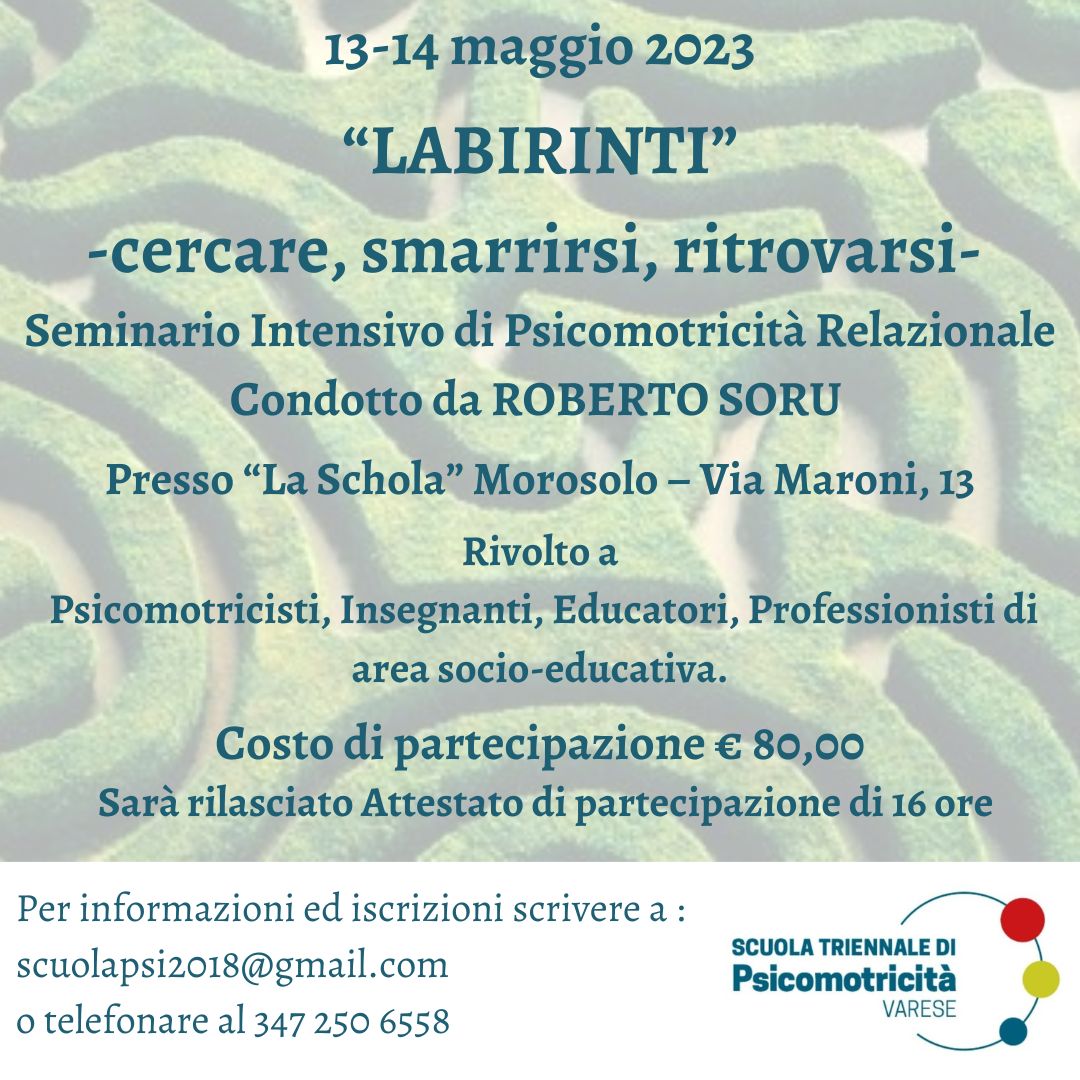 13-14 maggio 2023
“LABIRINTI”
-cercare, smarrirsi, ritrovarsi-
Seminario Intensivo di Psicomotricità Relazionale
Condotto da ROBERTO SORU
Presso “La Schola” Morosolo – Via Maroni, 13
Rivolto a
Psicomotricisti, Insegnanti, Educatori, Professionisti di
area socio-educativa.
Costo di partecipazione € 80,00
Sarà rilasciato Attestato di partecipazione di 16 ore
Per informazioni ed iscrizioni scrivere a :
scuolapsi2018@gmail.com
o telefonare al 347 250 6558
SCUOLA TRIENNALE DI
Psicomotricità
VARESE